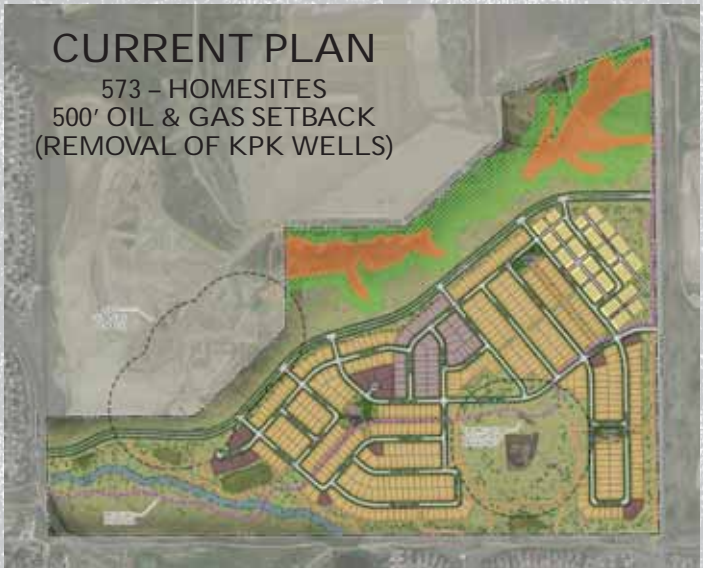 CURRENT PLAN
573 – HOMESITES
500' OIL & GAS SETBACK
(REMOVAL OF KPK WELLS)